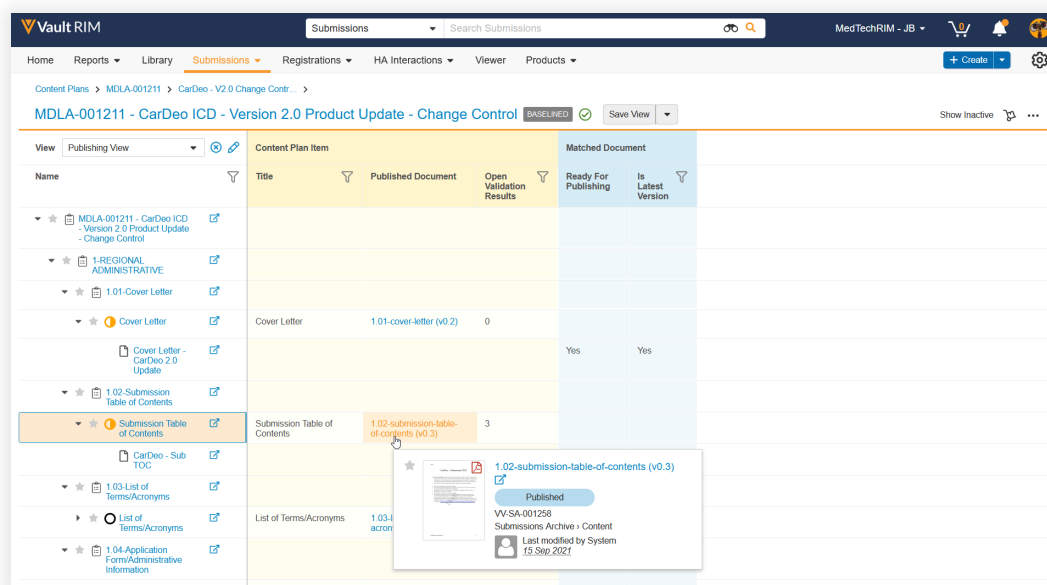 Vault RIM
Submissions
Search Submissions
MedTechRIM - JB
Home
Reports
Library
Submissions
Registrations
HA Interactions
Viewer
Products
+ Create
Content Plans > MDLA-001211 > CarDeo - V2.0 Change Contr... >
MDLA-001211 - CarDeo ICD - Version 2.0 Product Update - Change Control
BASELINED
Save View
Show Inactive
View
Publishing View
Content Plan Item
Matched Document
Name
Title
Published Document
Open
Validation
Results
Ready For
Publishing
Is
Latest
Version
MDLA-001211 - CarDeo ICD
- Version 2.0 Product Update
- Change Control
1-REGIONAL
ADMINISTRATIVE
1.01-Cover Letter
Cover Letter
Cover Letter
1.01-cover-letter (v0.2)
0
Cover Letter -
CarDeo 2.0
Update
Yes
Yes
1.02-Submission
Table of Contents
Submission Table
of Contents
Submission Table of
Contents
1.02-submission-table-
of-contents (v0.3)
3
CarDeo - Sub
TOC
1.03-List of
Terms/Acronyms
List of
Terms/Acronyms
List of Terms/Acronyms
1.04-Application
Form/Administrative
Information
1.02-submission-table-of-contents (v0.3)
Published
VV-SA-001258
Submissions Archive › Content
Last modified by System
15 Sep 2021